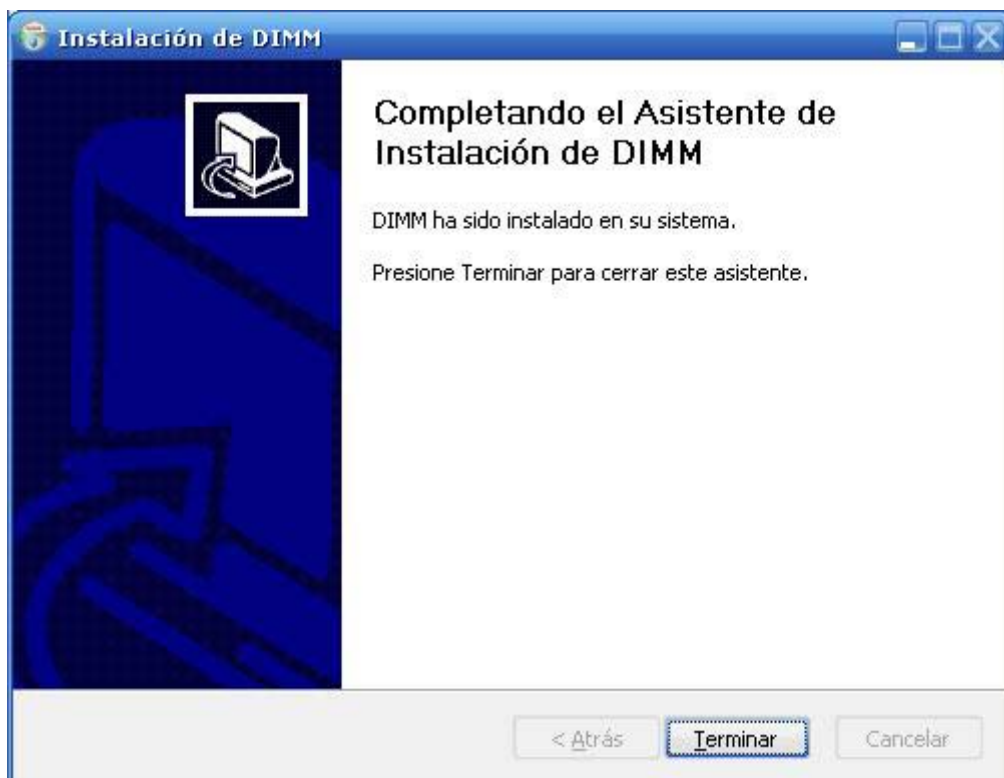 Instalación de DIMM
Completando el Asistente de
Instalación de DIMM
DIMM ha sido instalado en su sistema.
Presione Terminar para cerrar este asistente.
< Atrás
Terminar
Cancelar